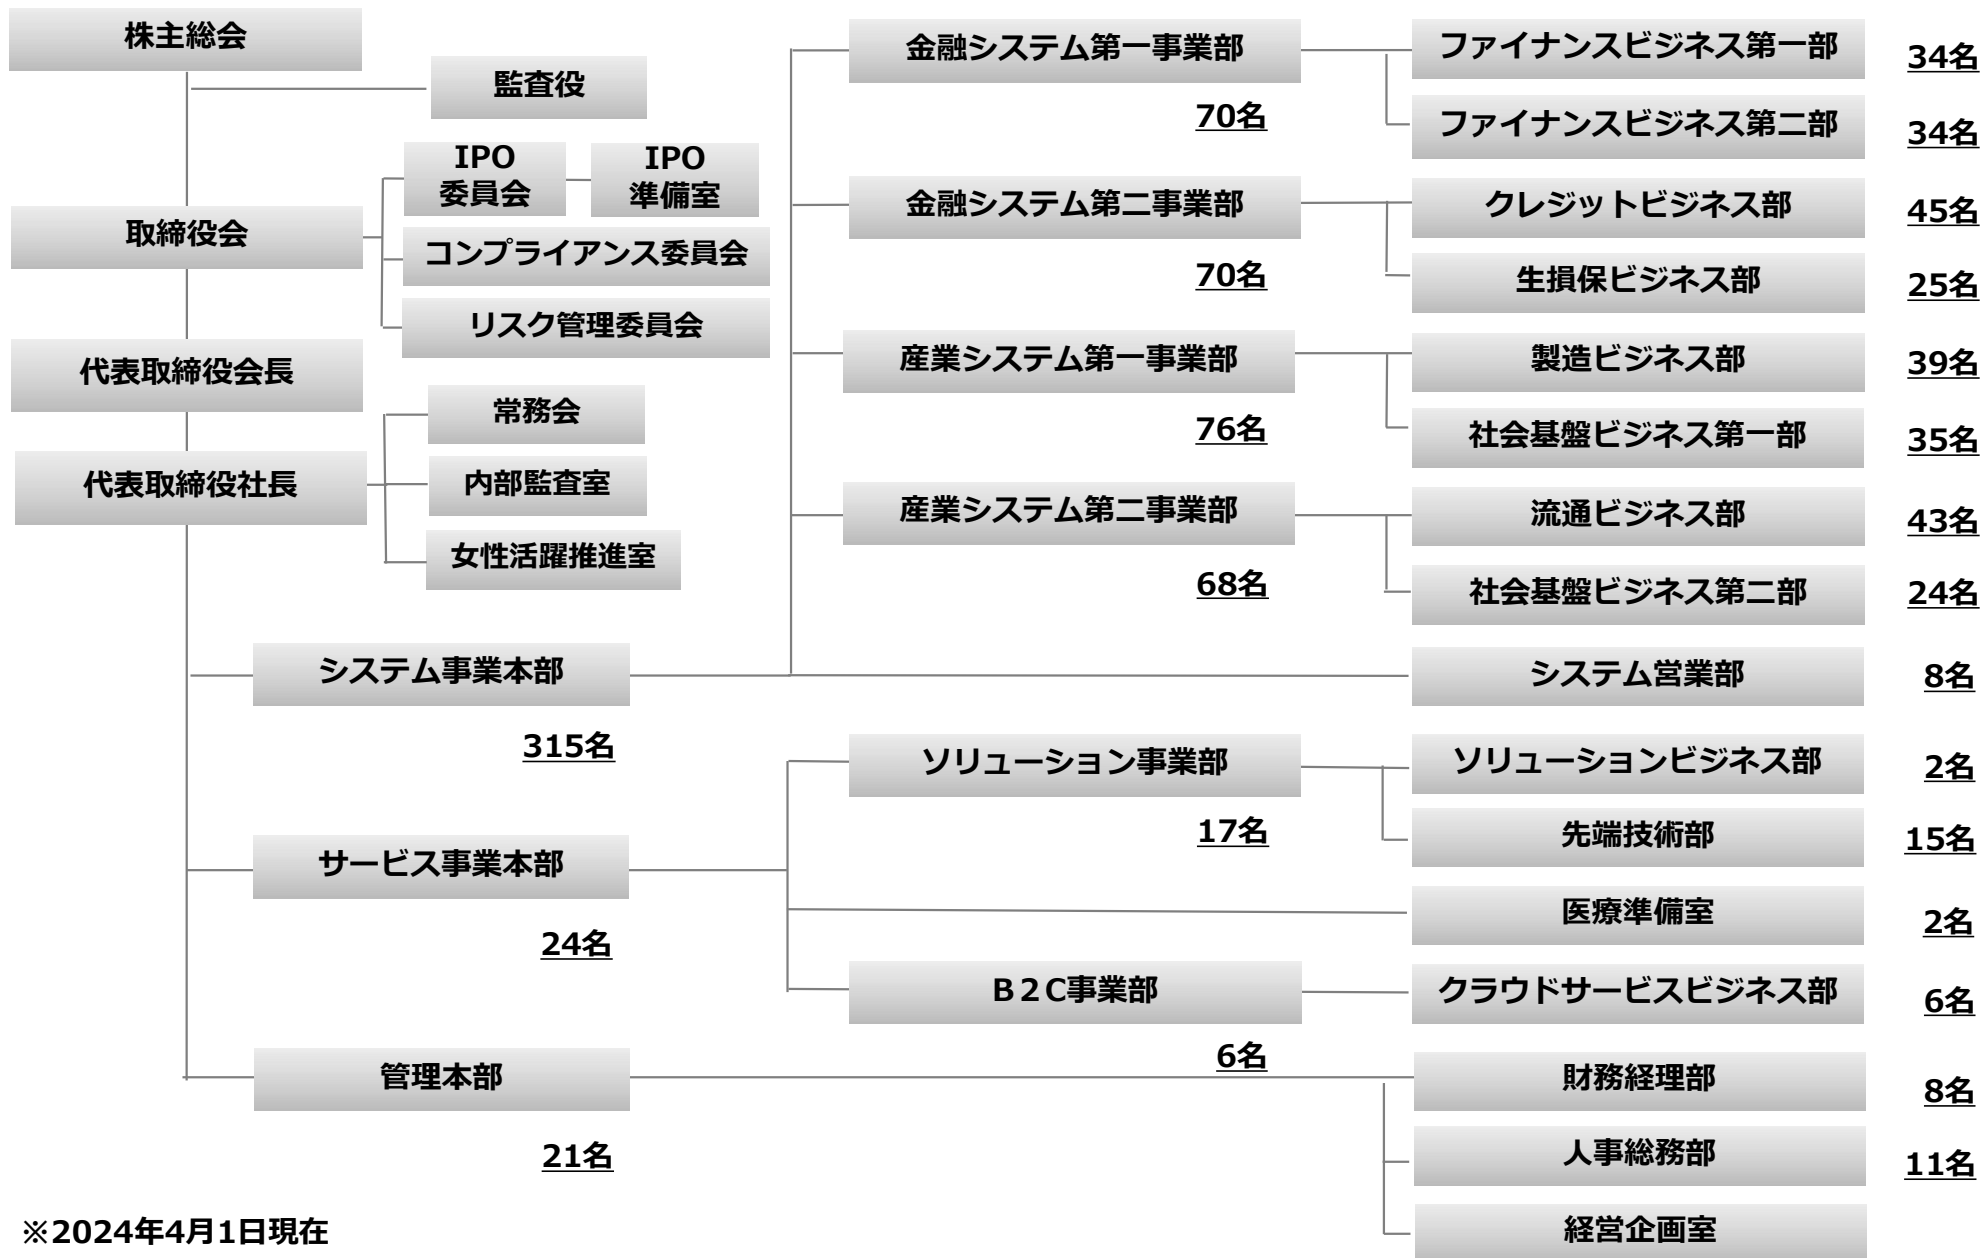 株主総会
監査役
IPO
委員会
IPO
準備室
取締役会
コンプライアンス委員会
リスク管理委員会
代表取締役会長
常務会
代表取締役社長
内部監査室
女性活躍推進室
システム事業本部
315名
金融システム第一事業部
70名
ファイナンスビジネス第一部
34名
ファイナンスビジネス第二部
34名
金融システム第二事業部
70名
クレジットビジネス部
45名
生損保ビジネス部
25名
産業システム第一事業部
76名
製造ビジネス部
39名
社会基盤ビジネス第一部
35名
産業システム第二事業部
68名
流通ビジネス部
43名
社会基盤ビジネス第二部
24名
システム営業部
8名
サービス事業本部
24名
ソリューション事業部
17名
ソリューションビジネス部
2名
先端技術部
15名
医療準備室
2名
B2C事業部
6名
クラウドサービスビジネス部
6名
管理本部
21名
財務経理部
8名
人事総務部
11名
経営企画室
※2024年4月1日現在